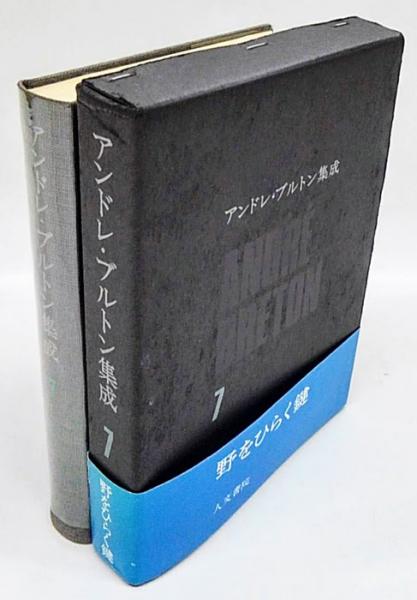 アンドレ・ブルトン集成
7
アンドレ・ブルトン集成
7
野をひらく鍵
アンドレ・ブルトン集成
ANDRÉ
BRETON
7
野をひらく鍵
人文書院